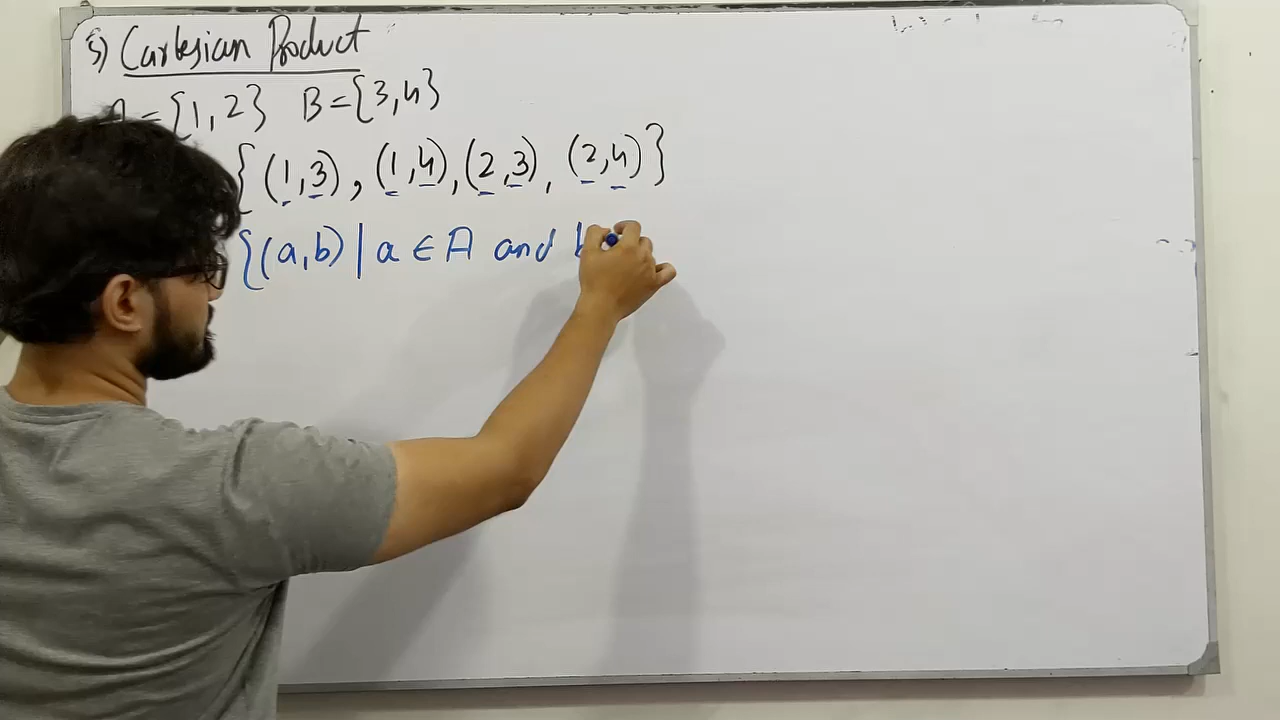 5) Cartesian Product
A = {1,2} B = {3,4}
{(1,3), (1,4), (2,3), (2,4)}
{(a,b) | a ∈ A and b